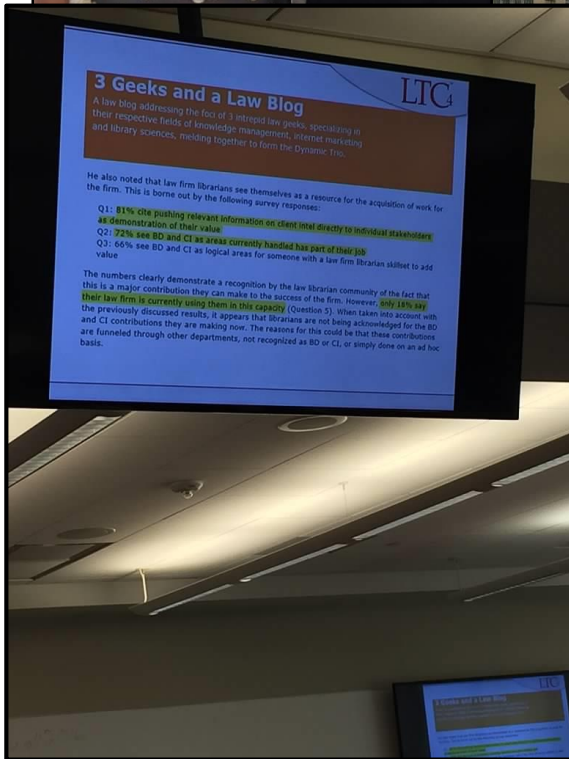 LTC4
3 Geeks and a Law Blog
A law blog addressing the foci of 3 intrepid law geeks, specializing in
their respective fields of knowledge management, internet marketing
and library sciences, melding together to form the Dynamic Trio.
He also noted that law firm librarians see themselves as a resource for the acquisition of work for
the firm. This is borne out by the following survey responses:
Q1: 81% cite pushing relevant information on client intel directly to individual stakeholders
as demonstration of their value
Q2: 72% see BD and CI as areas currently handled has part of their job
Q3: 66% see BD and CI as logical areas for someone with a law firm librarian skillset to add
value
The numbers clearly demonstrate a recognition by the law librarian community of the fact that
this is a major contribution they can make to the success of the firm. However, only 16% say
their law firm is currently using them in this capacity (Question 5). When taken into account with
the previously discussed results, it appears that librarians are not being acknowledged for the BD
and CI contributions they are making now. The reasons for this could be that these contributions
are funneled through other departments, not recognized as BD or CI, or simply done on an ad hoc
basis.
LTC
3 Geeks and a Law Blog